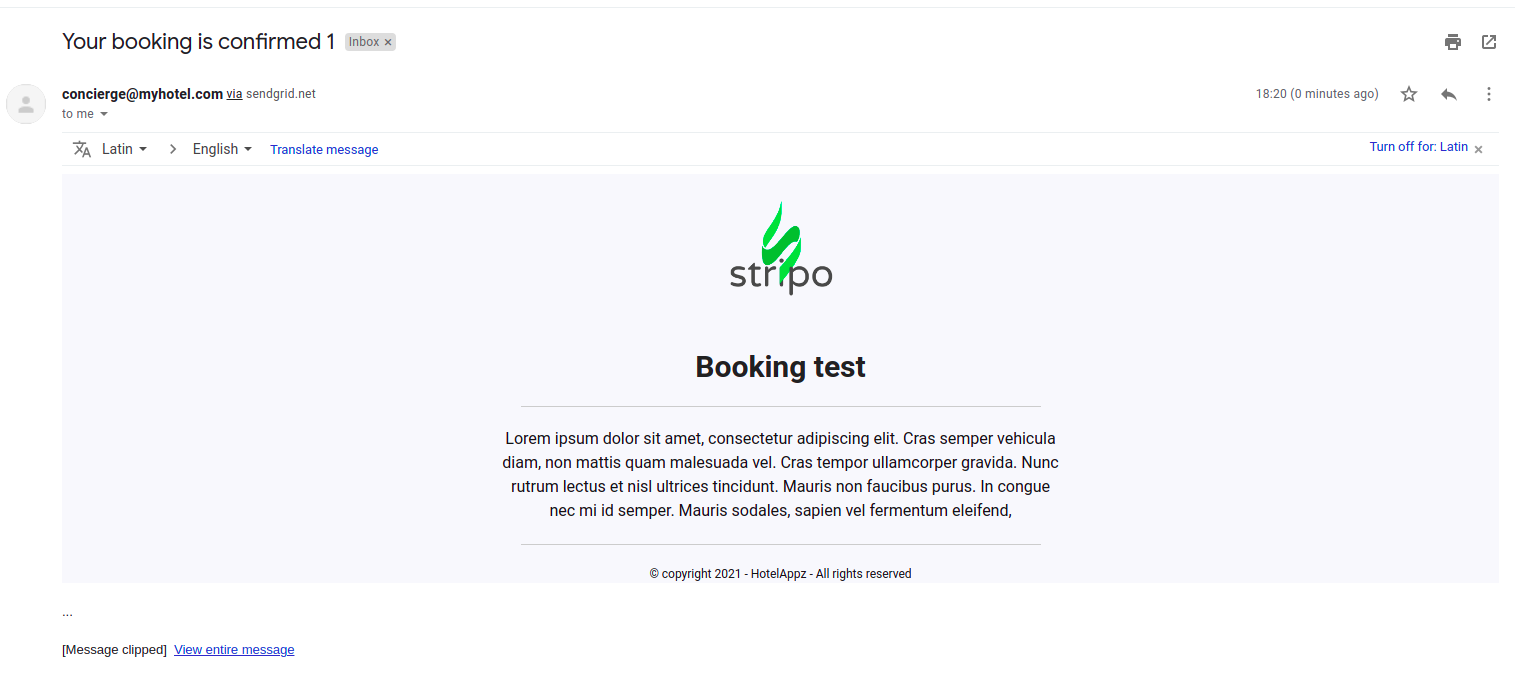 Your booking is confirmed 1 Inbox ×
concierge@myhotel.com via sendgrid.net 18:20 (0 minutes ago)
to me
Latin > English Translate message Turn off for: Latin ×
stripo
Booking test
Lorem ipsum dolor sit amet, consectetur adipiscing elit. Cras semper vehicula
diam, non mattis quam malesuada vel. Cras tempor ullamcorper gravida. Nunc
rutrum lectus et nisl ultrices tincidunt. Mauris non faucibus purus. In congue
nec mi id semper. Mauris sodales, sapien vel fermentum eleifend,
© copyright 2021 - HotelAppz - All rights reserved
...
[Message clipped] View entire message